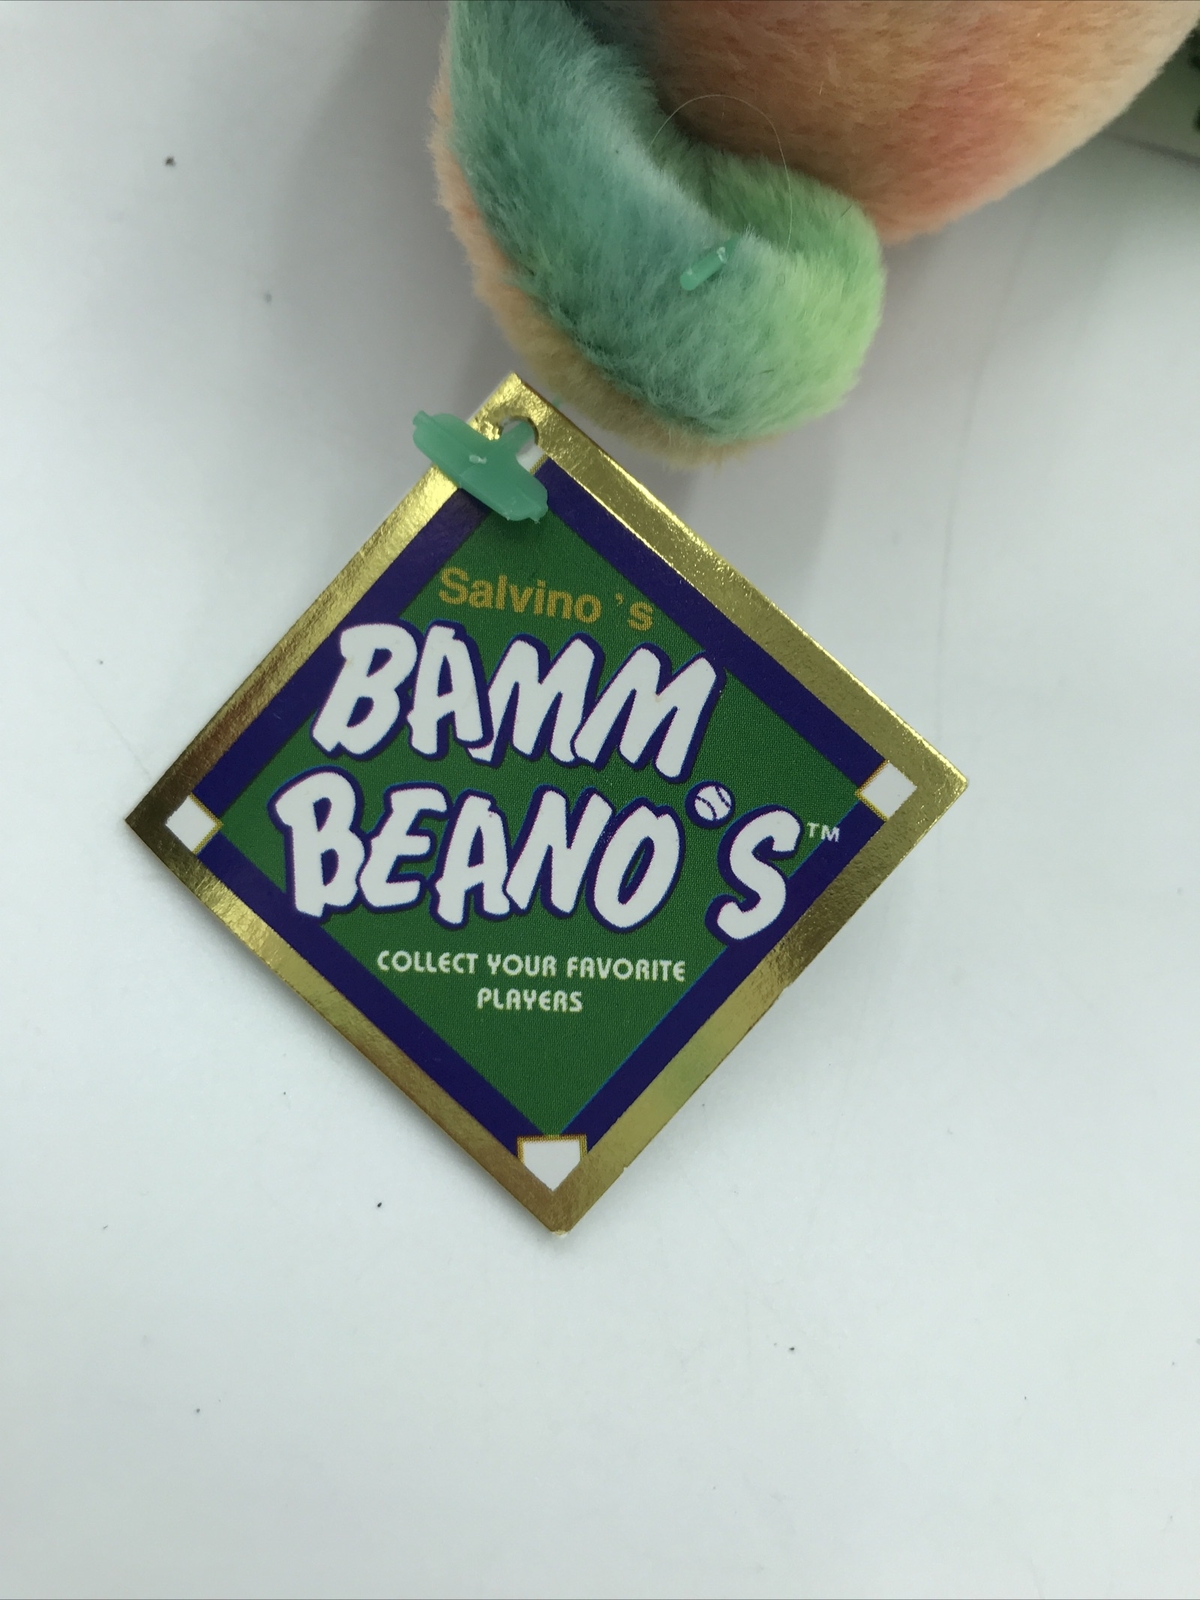 Salvino 's
BAMM
BEANO'S™
COLLECT YOUR FAVORITE
PLAYERS